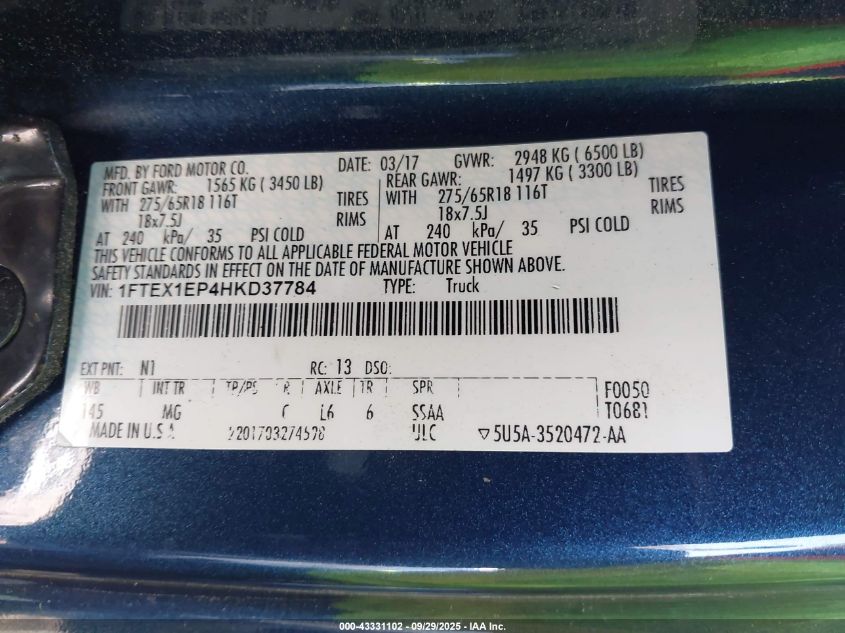 MFD. BY FORD MOTOR CO. DATE: 03/17 GVWR: 2948 KG ( 6500 LB)
FRONT GAWR: 1565 KG ( 3450 LB) REAR GAWR: 1497 KG ( 3300 LB)
WITH 275/65R18 116T TIRES WITH 275/65R18 116T TIRES
18x7.5J RIMS 18x7.5J RIMS
AT 240 kPa/ 35 PSI COLD AT 240 kPa/ 35 PSI COLD
THIS VEHICLE CONFORMS TO ALL APPLICABLE FEDERAL MOTOR VEHICLE
SAFETY STANDARDS IN EFFECT ON THE DATE OF MANUFACTURE SHOWN ABOVE.
VIN: 1FTEX1EP4HKD37784 TYPE: Truck
EXT PNT: N1 RC: 13 DSO:
WB INT TR TP/PS R AXLE TR SPR F0050
145 MG L6 6 SSAA T0681
MADE IN U.S.A. ULC ▽5U5A-3520472-AA
000-43331102 - 09/29/2025 - IAA Inc.